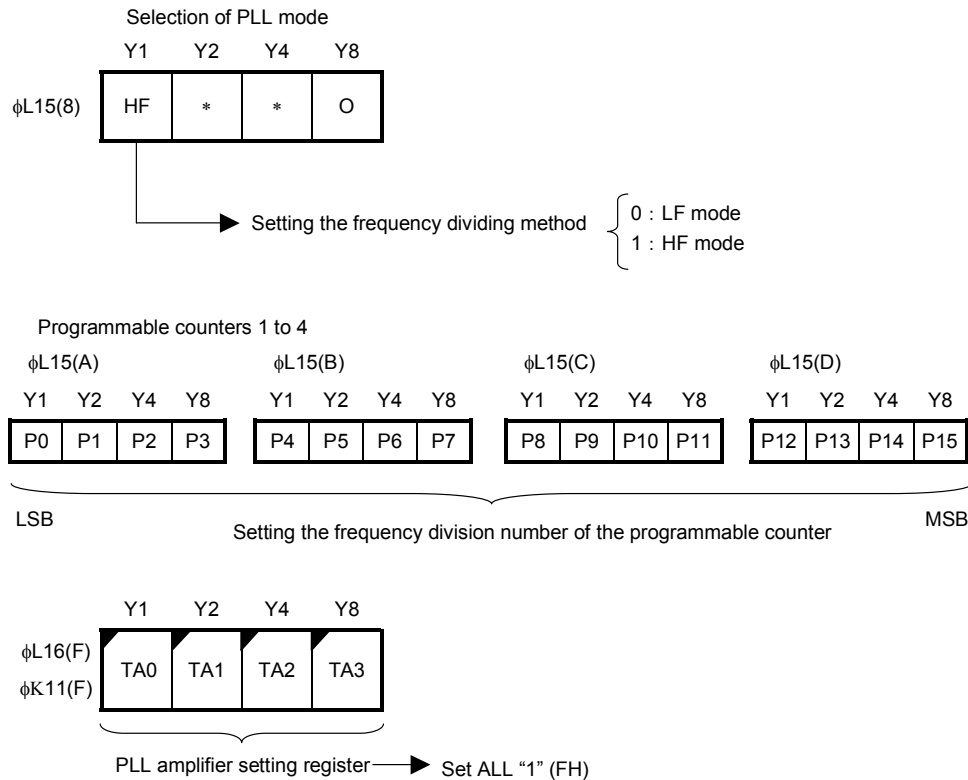 Selection of PLL mode
Y1 Y2 Y4 Y8
ϕL15(8) HF * * O
Setting the frequency dividing method
0 : LF mode
1 : HF mode
Programmable counters 1 to 4
ϕL15(A) ϕL15(B) ϕL15(C) ϕL15(D)
Y1 Y2 Y4 Y8 Y1 Y2 Y4 Y8 Y1 Y2 Y4 Y8 Y1 Y2 Y4 Y8
P0 P1 P2 P3 P4 P5 P6 P7 P8 P9 P10 P11 P12 P13 P14 P15
LSB Setting the frequency division number of the programmable counter MSB
Y1 Y2 Y4 Y8
ϕL16(F)
ϕK11(F)
TA0 TA1 TA2 TA3
PLL amplifier setting register Set ALL “1” (FH)